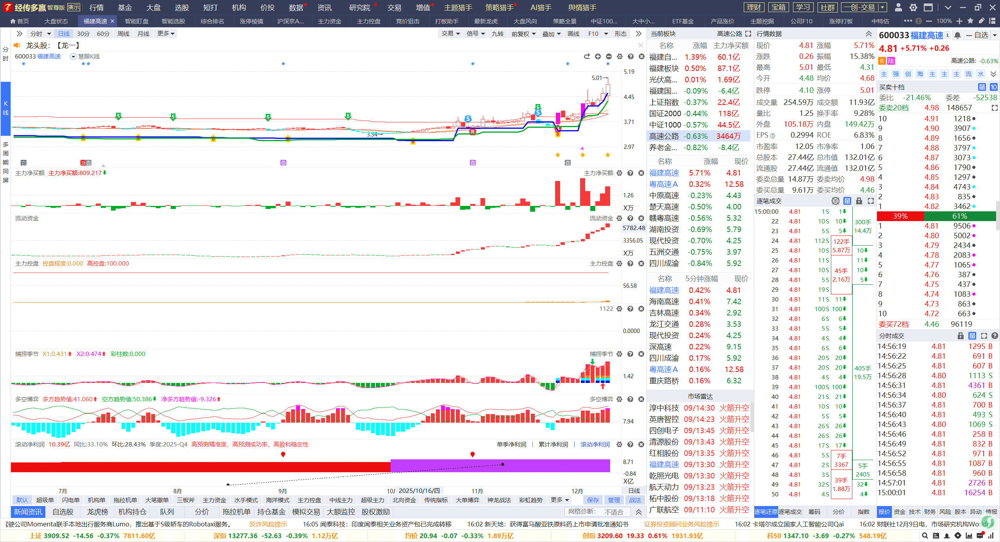 经传多赢 智尊版 演示 行情 基金 大盘 选股 短打 机构 价投 数据 资讯 研究院 交易 增值 主题猎手 策略猎手 AI猎手 舆情猎手 理财 宝箱 学习 社群 一创-交易
首页 大盘状态 福建高速 智能盯盘 智能选股 综合排名 涨停棱镜 沪深京A... 主力资金 主力控盘 竞价狙击 打板助手 最新龙虎 大盘风向 策略全景 中证100... 大中小... ETF基金 产品涨价 主题挖掘 公司F10 涨停打板 中特估 100%
分时 日线 30分 60分 周线 月线 更多 交易 信号 九转 前复权 叠加 画线 F10 形态
龙头股：【龙一】
600033 福建高速 慧眼K线
分时
K线
多周期同屏
5.19
5.01→
4.45
3.71
3.34→
2.97
主力净买额 主力净买额:809.217 主力净买额
1.26
X万
流动资金 流动资金
5782.48
3356.05
X万
主力控盘 控盘程度:0.000 高控盘:100.000 主力控盘
56.58
1122
0.0000
捕捞季节 X1:0.431 X2:0.474 彩柱数:0.000 捕捞季节
1.42
多空博弈 多方趋势值:41.060 空方趋势值:50.386 净多方趋势值:-9.326 多空博弈
7.94
滚动净利润 10.39亿 同比:33.10% 环比:28.43% 季度:2025-Q4 高预测精准度，高预测成功率，高盈利稳定性 单季净利润 累计净利润 滚动净利润
8.71
-0.84
X亿
7月 8月 9月 10月 2025/10/16/四 11月 12月 日线
默认 超级单 闪电单 机构单 拖拉机单 大笔撤单 三板斧 主力资金 水手模式 海洋模式 主力控盘 中线主力 超级主力 北向资金 传统指标 大单博弈 神龙战法 彩虹趋势 更多 保存 管理 战法
新闻资讯 自选股 龙虎榜 机构持仓 队列 分价 拖拉机单 持仓基金 模拟交易 大额监控 股权激励 网格诊断： 不适合
当前板块 高速公路
名称 涨幅 主力净买额
福建自... 1.39% 60.1亿
福建板块 0.50% 87.1亿
光伏高... 0.01% 1.69亿
福建国... -0.09% -6.4亿
上证指数 -0.37% 22.4亿
国证2000 -0.44% 118亿
中证1000 -0.57% 44.5亿
高速公路 -0.63% 3464万
养老金... -0.82% -8.4亿
名称 涨幅 现价
福建高速 5.71% 4.81
粤高速A 0.32% 12.58
中原高速 -0.23% 4.43
楚天高速 -0.50% 4.00
赣粤高速 -0.56% 5.32
湖南投资 -0.69% 5.79
现代投资 -0.70% 4.25
五洲交通 -0.75% 3.97
四川成渝 -0.84% 5.92
名称 5分钟涨幅 现价
福建高速 0.42% 4.81
海南高速 0.41% 7.42
吉林高速 0.34% 2.92
龙江交通 0.28% 3.53
现代投资 0.24% 4.25
深高速 0.22% 9.15
四川成渝 0.17% 5.92
粤高速A 0.16% 12.58
重庆路桥 0.16% 6.32
市场雷达
淳中科技 09/14:30 火箭升空
英唐智控 09/14:23 火箭升空
四创电子 09/13:45 火箭升空
清源股份 09/13:43 火箭升空
红相股份 09/13:35 火箭升空
福建高速 09/13:30 火箭升空
乾照光电 09/13:30 火箭升空
航天动力 09/13:23 火箭升空
柘中股份 09/13:18 火箭升空
广联航空 09/11:10 火箭升空
行情数据
现价 4.81 涨幅 5.71%
涨跌 0.26 振幅 15.38%
最高 5.01 最低 4.31
今开 4.48 均价 4.68
跌停 4.10 涨停 5.01
成交量 254.59万 成交额 11.93亿
量比 1.25 换手率 9.28%
外盘 105.18万 内盘 149.42万
EPS③ 0.2994 ROE 6.83%
市盈率 12.05 市净率 1.06
总股本 27.44亿 总市值 132.01亿
流通股 27.44亿 流通值 132.01亿
委卖总量 14.87万 委卖均价 4.98
委买总量 9.61万 委买均价 4.46
逐笔成交 单 量
15:00:00 4.81 1 S 1
22 4.81 10 S 10
23 4.81 5 S 5
24 4.81 112 S
25 4.81 10 S 10
26 4.81 11 S 11
27 4.81 10 S 10
28 4.81 5 S 5
29 4.81 19 S
30 4.81 11 S 11
31 4.81 100 S 100
32 4.81 6 S 6
33 4.81 5 S 5
34 4.81 4 S 4
35 4.81 6 S 6
36 4.81 20 S 20
37 4.81 20 S 20
38 4.81 4 S 4
39 4.81 100 S 100
40 4.81 21 S 21
41 4.81 10 S 10
42 4.81 5 S 5
43 4.81 26 S 26
44 4.81 26 S 26
45 4.81 17 S 17
46 4.81 5 S
47 4.81 2 S
48 4.81 3 S
49 4.81 32 S 32
50 4.81 4 S 4
300手
14.4万
122手
5.87万
45手
2.16万
405手
19.5万
7手
3367
5手
2405
39手
1.88万
逐笔还原 逐笔成交 筹码 分价 指数
600033 福建高速 自选
4.81 +5.71% +0.26
R 陆 高速公路: -0.63%
主 强 创 海 主 主 主 流 水
买卖十档 量 10
委比 -21.46% 委差 -52538
委卖20档 4.98 148657
10 4.91 1218
9 4.90 3907
8 4.89 1656
7 4.88 3797
6 4.87 3073
5 4.86 1790
4 4.85 1297
3 4.84 4743
2 4.83 835
1 4.82 3462
39% 61%
1 4.81 9506
2 4.80 5002
3 4.79 2434
4 4.78 2083
5 4.77 1065
6 4.76 387
7 4.75 437
8 4.74 1083
9 4.73 863
10 4.72 663
委买72档 4.46 96119
分时成交 量
14:56:19 4.81 1295 B
14:56:22 4.81 691 B
14:56:25 4.81 607 B
14:56:28 4.80 1113 S
14:56:31 4.81 4361 B
14:56:34 4.80 624 S
14:56:37 4.81 700 B
14:56:40 4.81 493 S
14:56:43 4.80 1069 S
14:56:46 4.81 258 B
14:56:49 4.81 832 B
14:56:52 4.81 971 B
14:56:55 4.81 1087 B
14:56:58 4.81 960 B
14:57:01 4.81 2726 B
15:00:01 4.81 16254 B
报价 资金 技术 财务 风险 股本 异动 情报
驾驶公司Momenta联手本地出行服务商Lumo，推出基于S级轿车的Robotaxi服务。 反诈风险提示 16:05 闻泰科技：印度闻泰相关业务资产包已完成转移 16:02 新天地：获得富马酸亚铁原料药上市申请批准通知书 证券投资顾问业务风险提示 16:02 卡塔尔成立国家人工智能公司Qai 16:02 财联社12月9日电，市场研究机构Worldpa
上证 3909.52 -14.56 -0.37% 7811.60亿 深指 13277.36 -52.63 -0.39% 1.12万亿 均价 20.94 -0.07 -0.33% 1.89万亿 创指 3209.60 19.33 0.61% 1931.93亿 科50 1347.10 -3.69 -0.27% 548.19亿